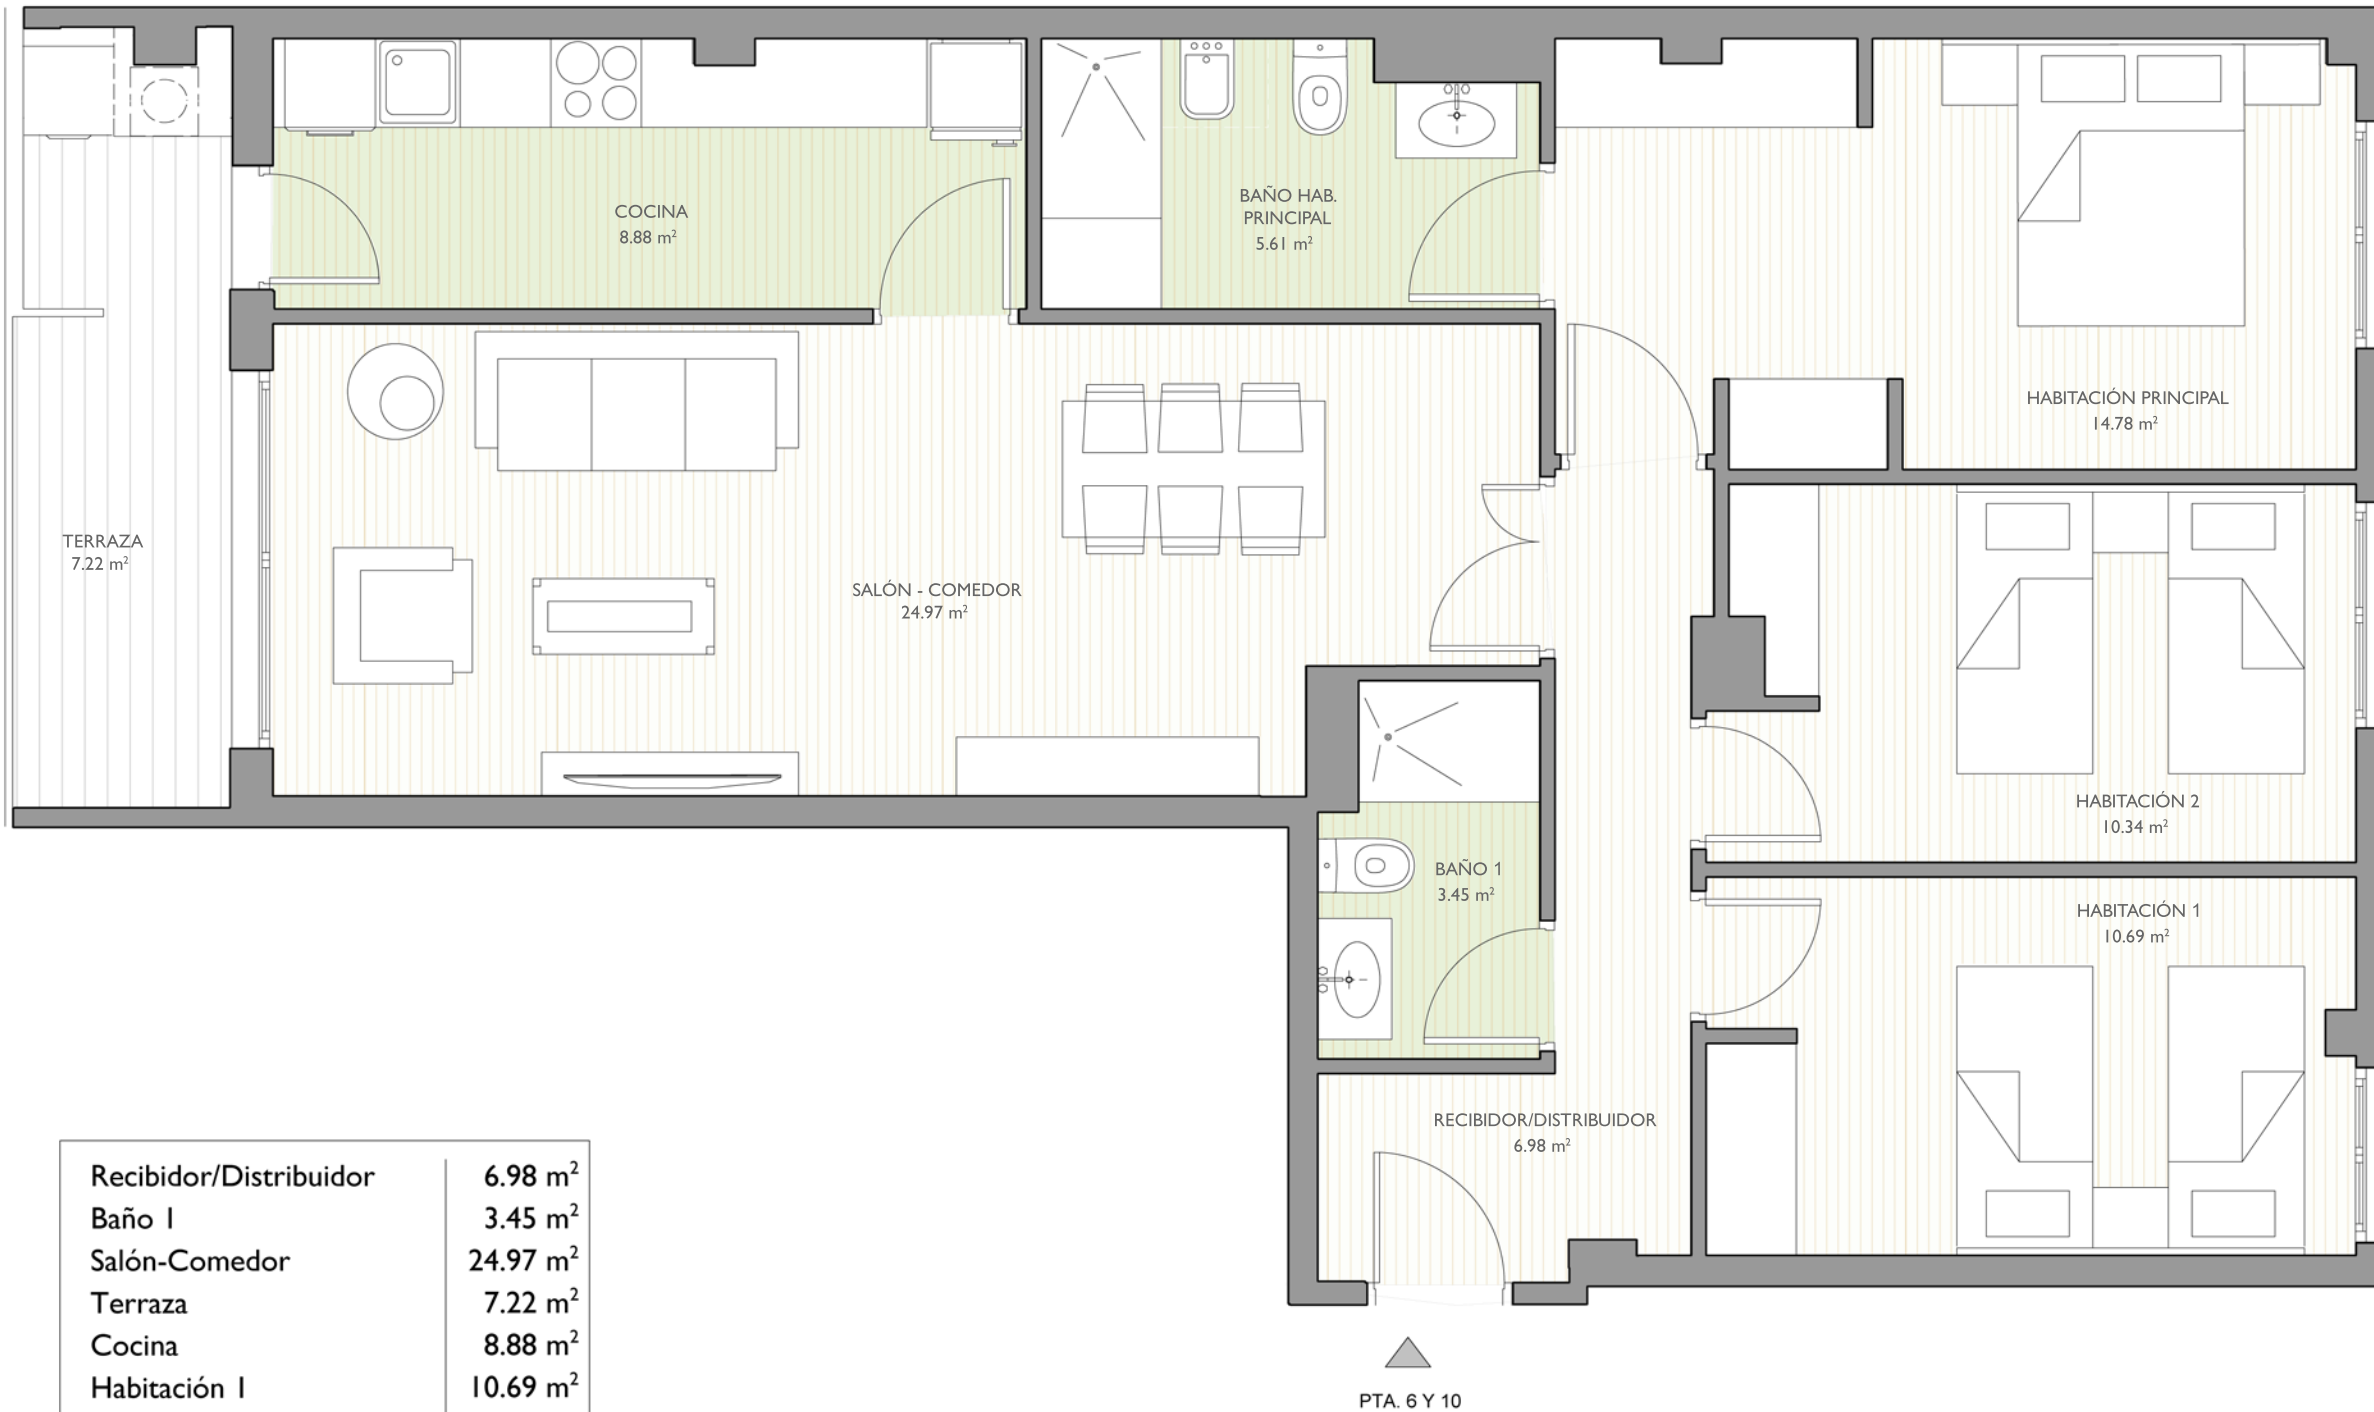 COCINA
8.88 m²
BAÑO HAB.
PRINCIPAL
5.61 m²
HABITACIÓN PRINCIPAL
14.78 m²
TERRAZA
7.22 m²
SALÓN - COMEDOR
24.97 m²
HABITACIÓN 2
10.34 m²
BAÑO 1
3.45 m²
HABITACIÓN 1
10.69 m²
RECIBIDOR/DISTRIBUIDOR
6.98 m²
Recibidor/Distribuidor 6.98 m²
Baño 1 3.45 m²
Salón-Comedor 24.97 m²
Terraza 7.22 m²
Cocina 8.88 m²
Habitación 1 10.69 m²
PTA. 6 Y 10